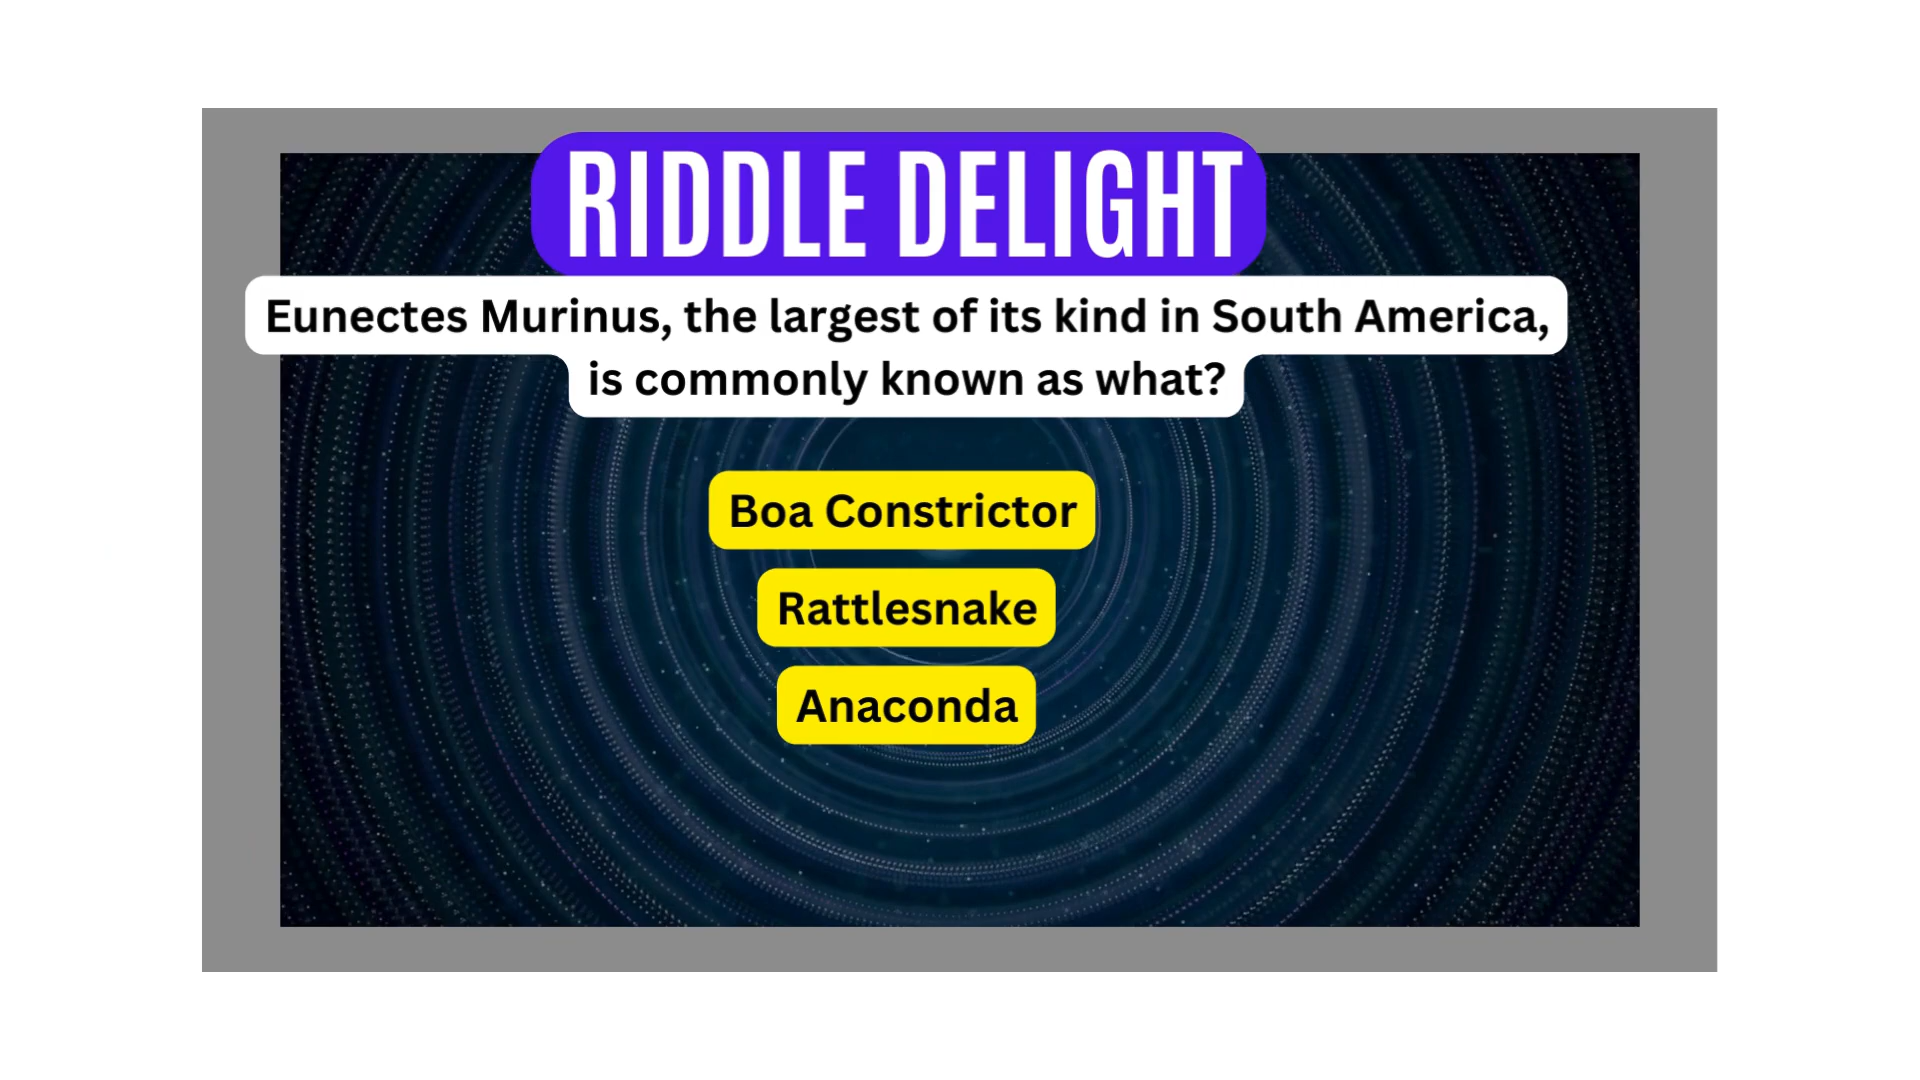 RIDDLE DELIGHT
Eunectes Murinus, the largest of its kind in South America,
is commonly known as what?
Boa Constrictor
Rattlesnake
Anaconda